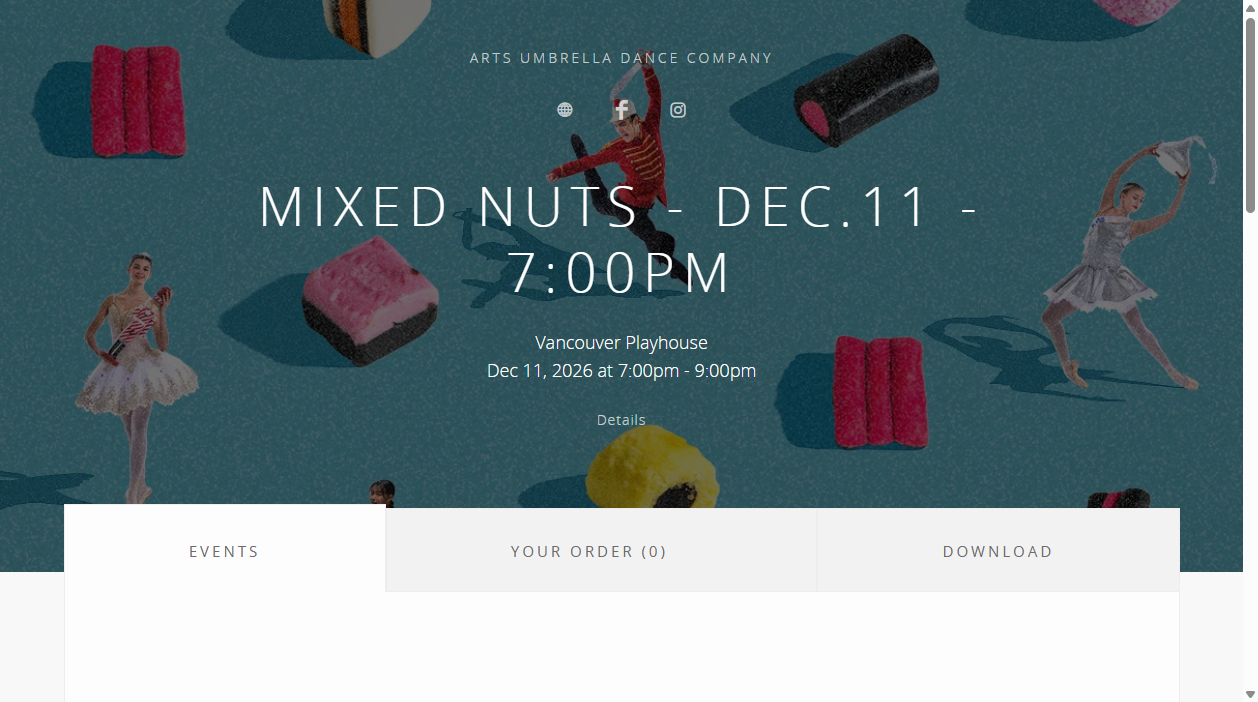 ARTS UMBRELLA DANCE COMPANY
MIXED NUTS - DEC.11 -
7:00PM
Vancouver Playhouse
Dec 11, 2026 at 7:00pm - 9:00pm
Details
EVENTS
YOUR ORDER (0)
DOWNLOAD